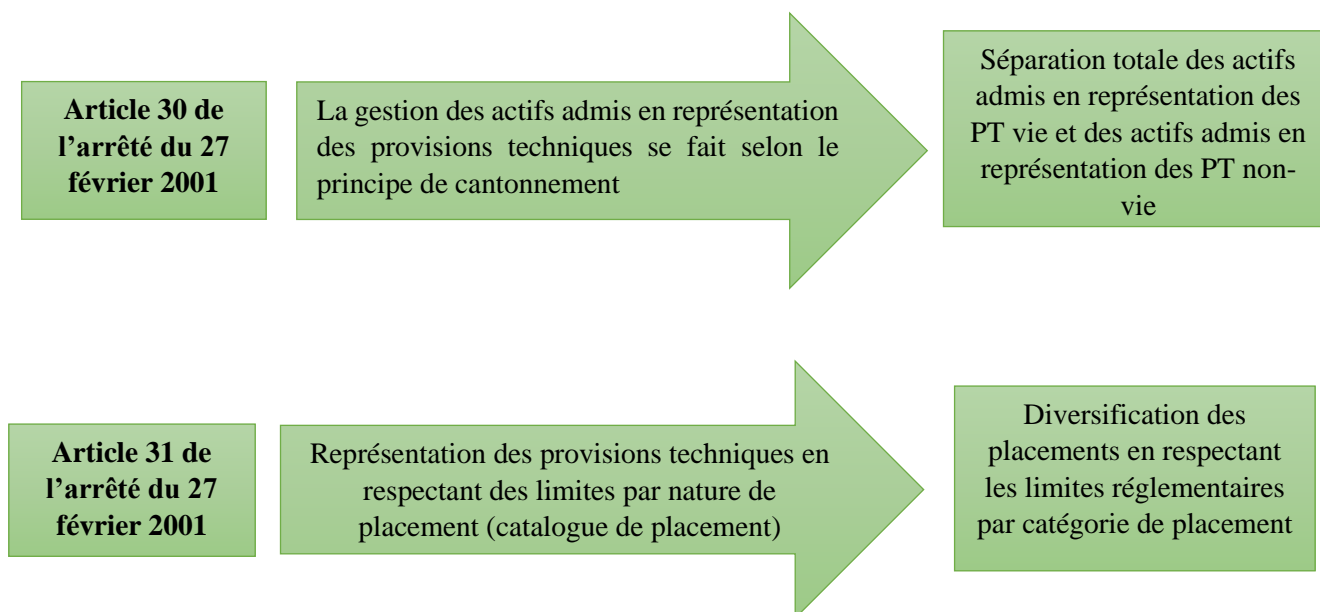 Article 30 de
l’arrêté du 27
février 2001
La gestion des actifs admis en représentation
des provisions techniques se fait selon le
principe de cantonnement
Séparation totale des actifs
admis en représentation des
PT vie et des actifs admis en
représentation des PT non-
vie
Article 31 de
l’arrêté du 27
février 2001
Représentation des provisions techniques en
respectant des limites par nature de
placement (catalogue de placement)
Diversification des
placements en respectant
les limites réglementaires
par catégorie de placement